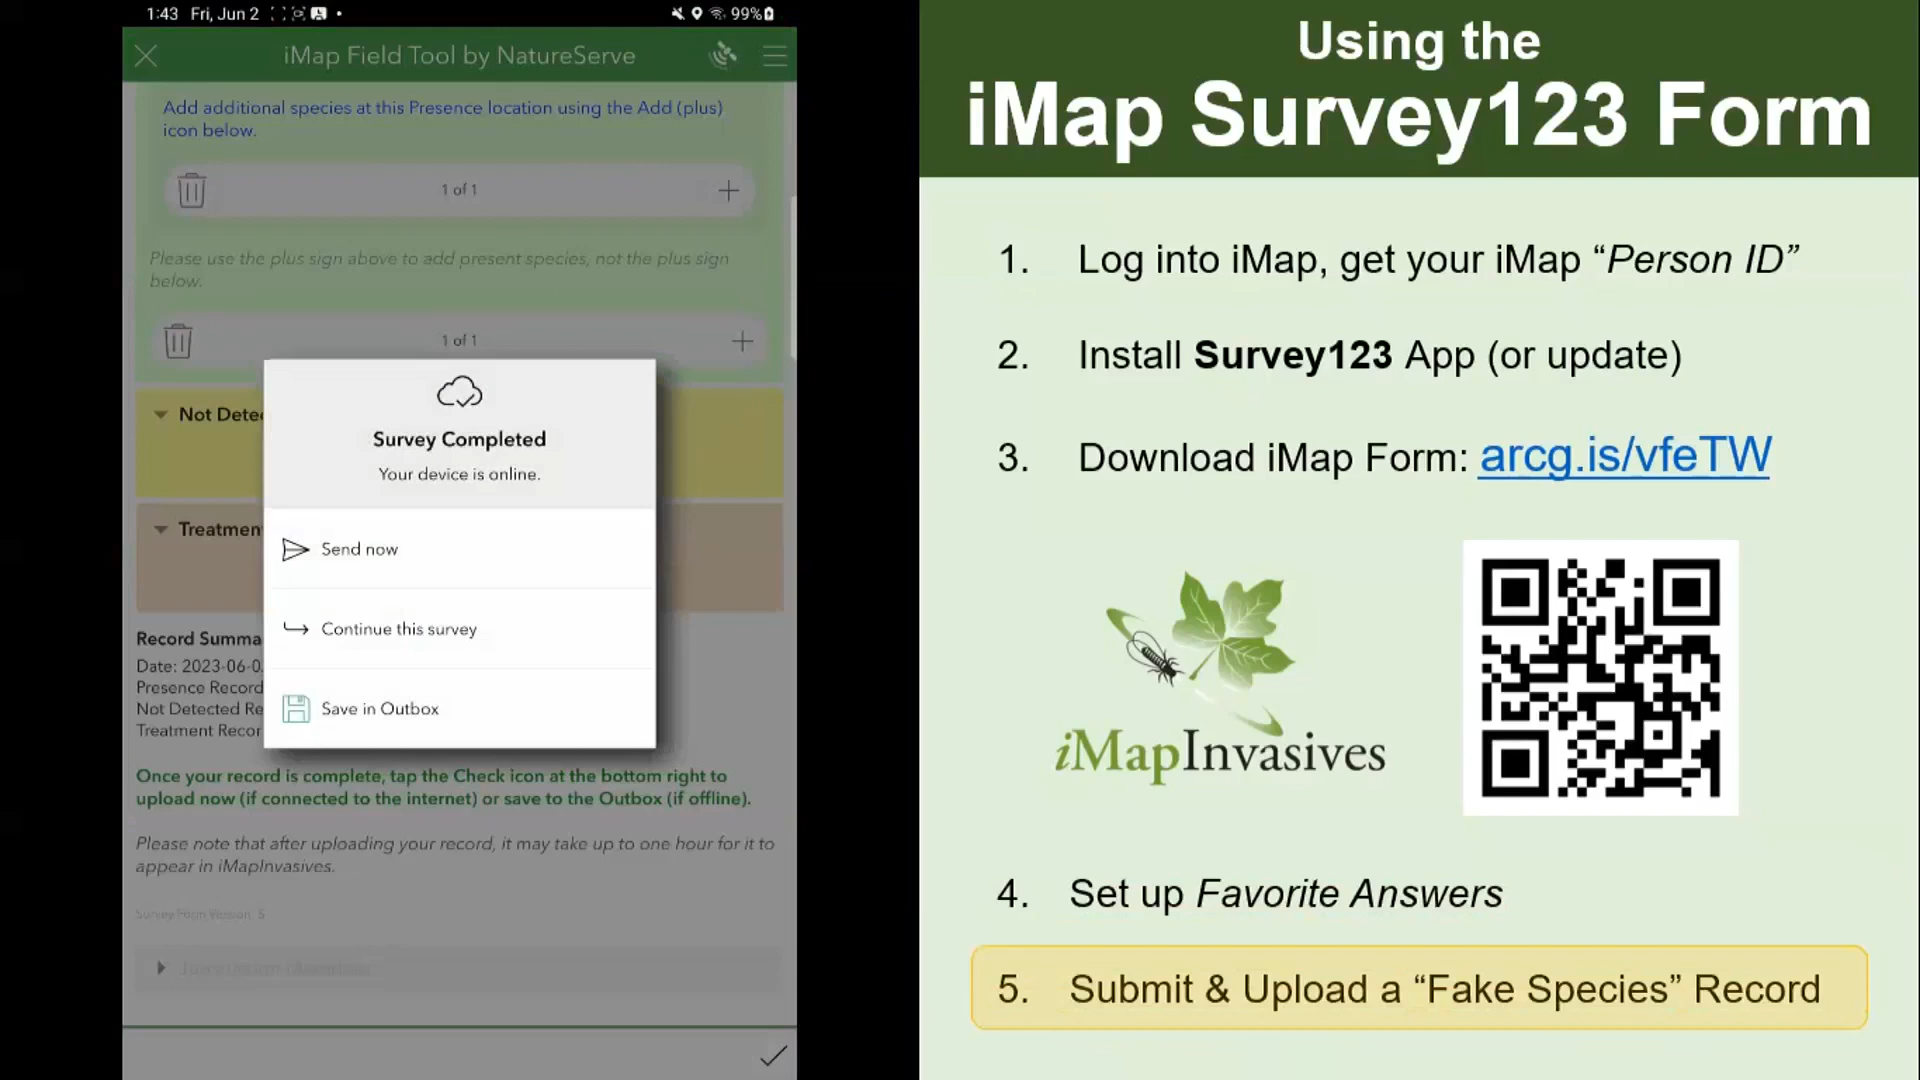 1:43 Fri, Jun 2
99%
iMap Field Tool by NatureServe
Add additional species at this Presence location using the Add (plus)
icon below.
1 of 1
Please use the plus sign above to add present species, not the plus sign
below.
1 of 1
Not Dete
Treatmen
Survey Completed
Your device is online.
Send now
Continue this survey
Save in Outbox
Record Summa
Date: 2023-06-0
Presence Record
Not Detected Re
Treatment Recor
Once your record is complete, tap the Check icon at the bottom right to
upload now (if connected to the internet) or save to the Outbox (if offline).
Please note that after uploading your record, it may take up to one hour for it to
appear in iMapInvasives.
Survey Form Version: 5
Using the
iMap Survey123 Form
1. Log into iMap, get your iMap “Person ID”
2. Install Survey123 App (or update)
3. Download iMap Form: arcg.is/vfeTW
iMapInvasives
4. Set up Favorite Answers
5. Submit & Upload a “Fake Species” Record